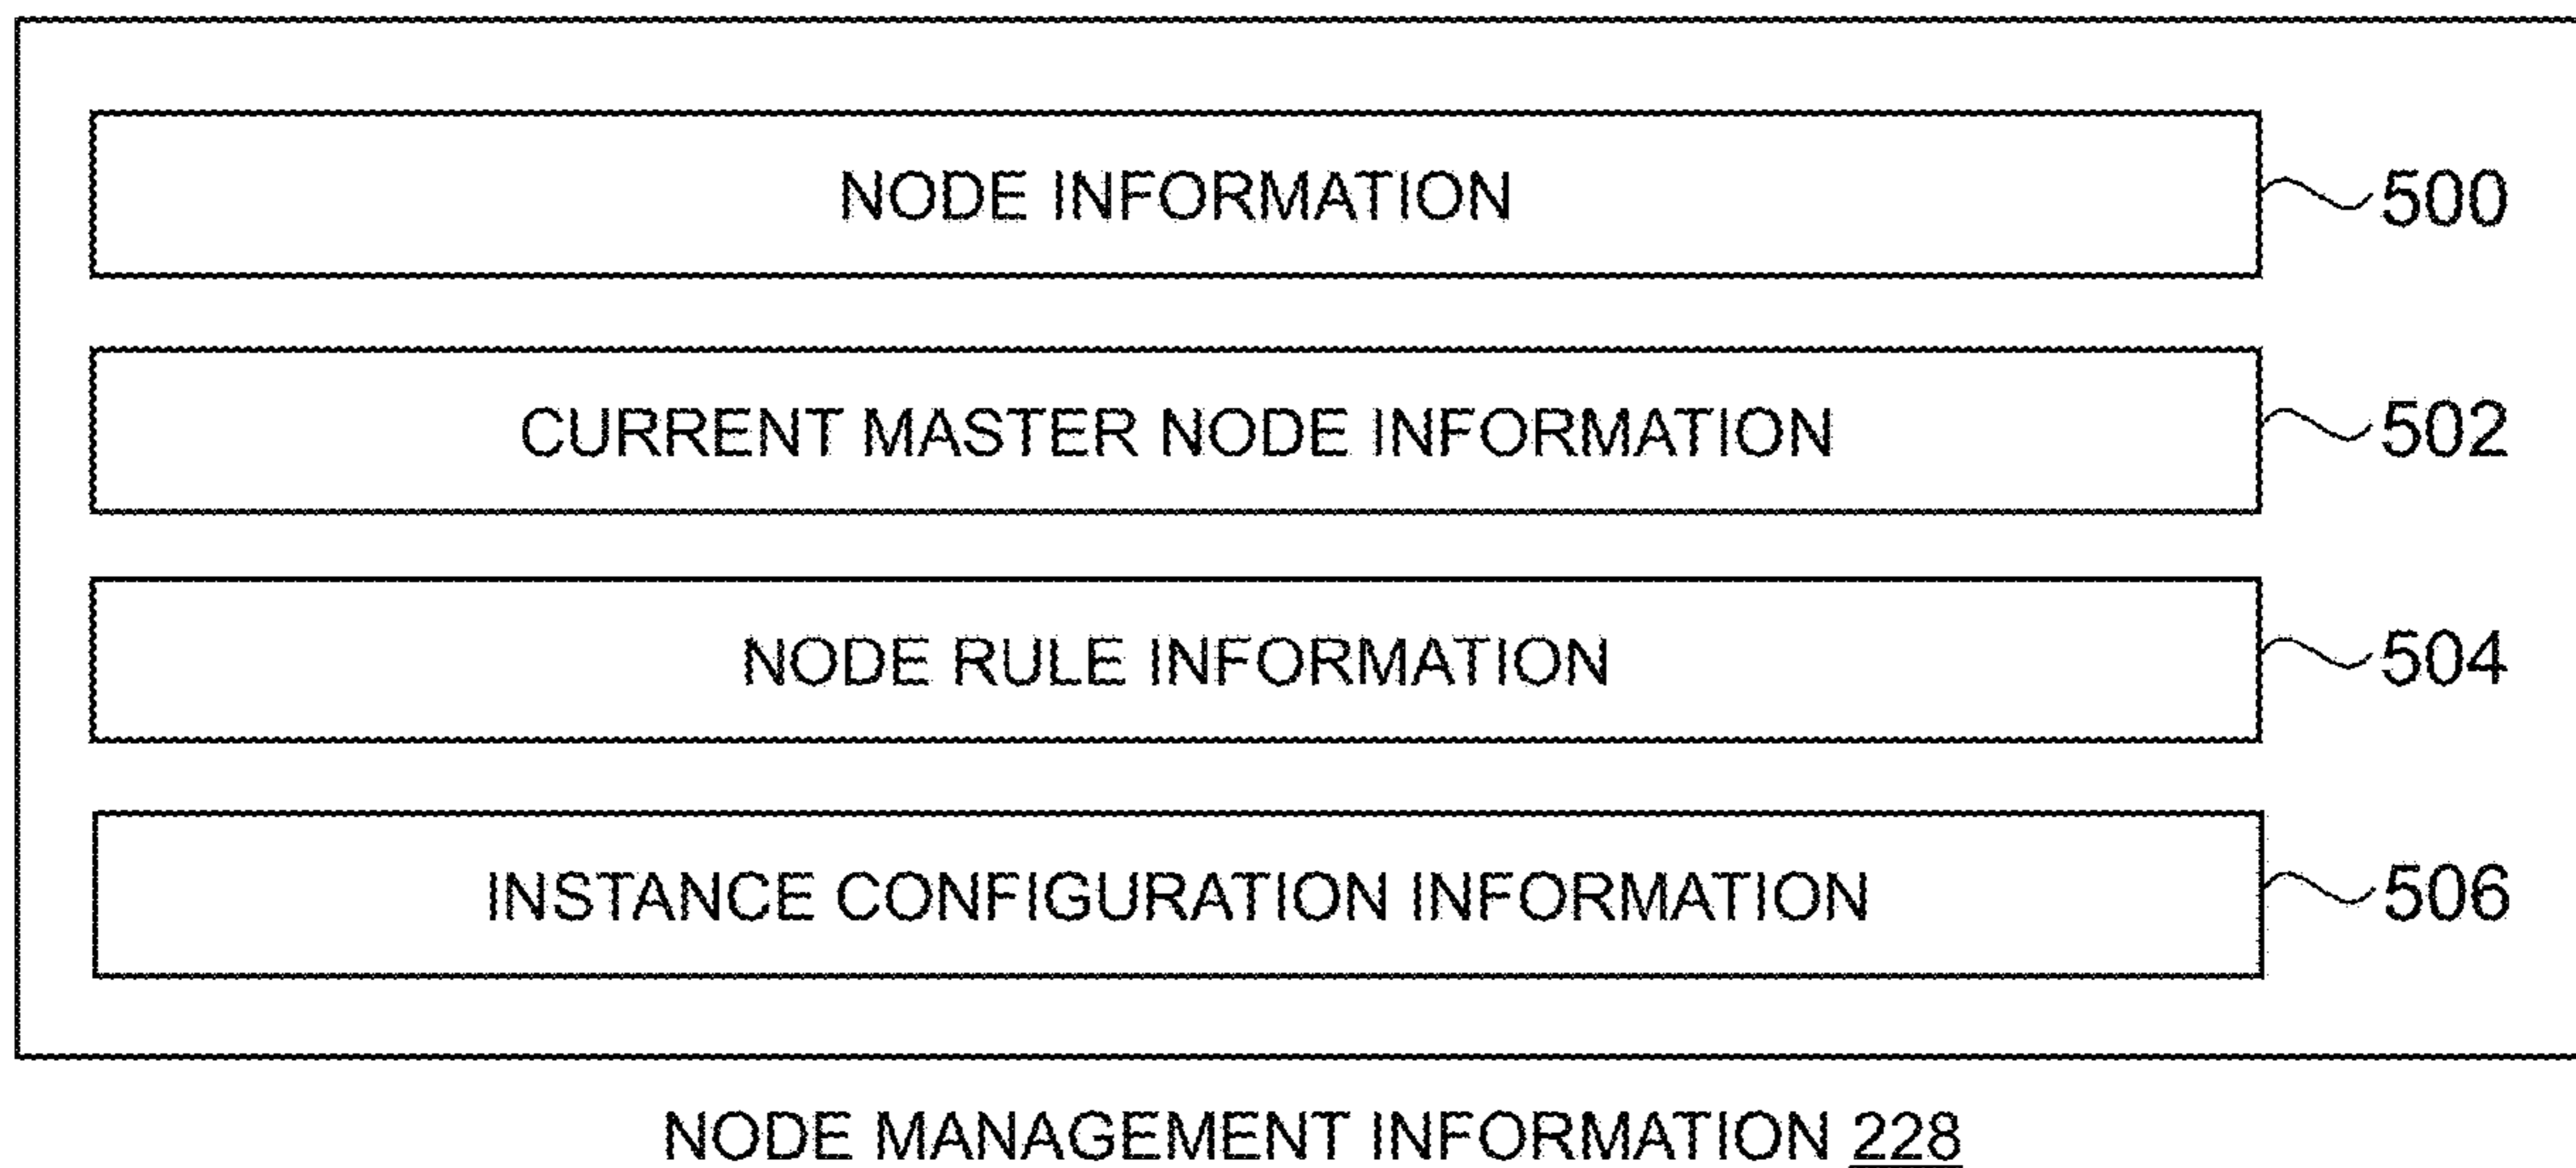 NODE INFORMATION 500
CURRENT MASTER NODE INFORMATION 502
NODE RULE INFORMATION 504
INSTANCE CONFIGURATION INFORMATION 506
NODE MANAGEMENT INFORMATION 228